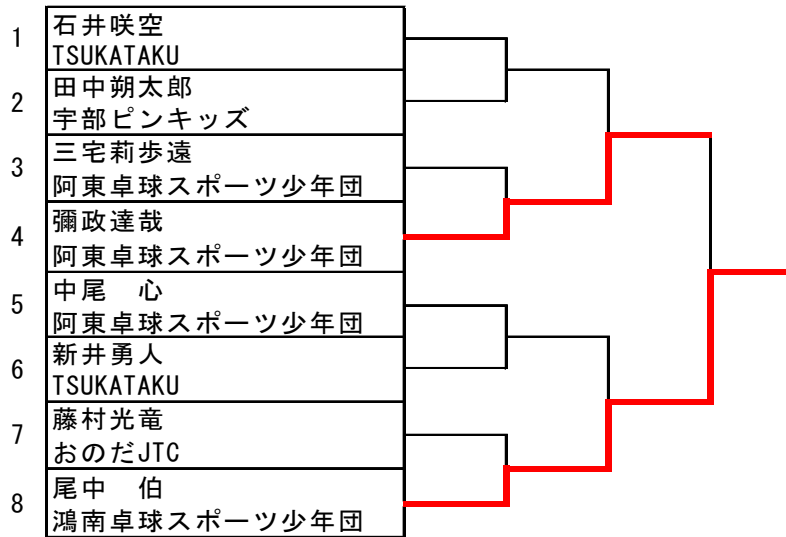 1
石井咲空
TSUKATAKU
2
田中朔太郎
宇部ピンキッズ
3
三宅莉歩遠
阿東卓球スポーツ少年団
4
彌政達哉
阿東卓球スポーツ少年団
5
中尾　心
阿東卓球スポーツ少年団
6
新井勇人
TSUKATAKU
7
藤村光竜
おのだJTC
8
尾中　伯
鴻南卓球スポーツ少年団